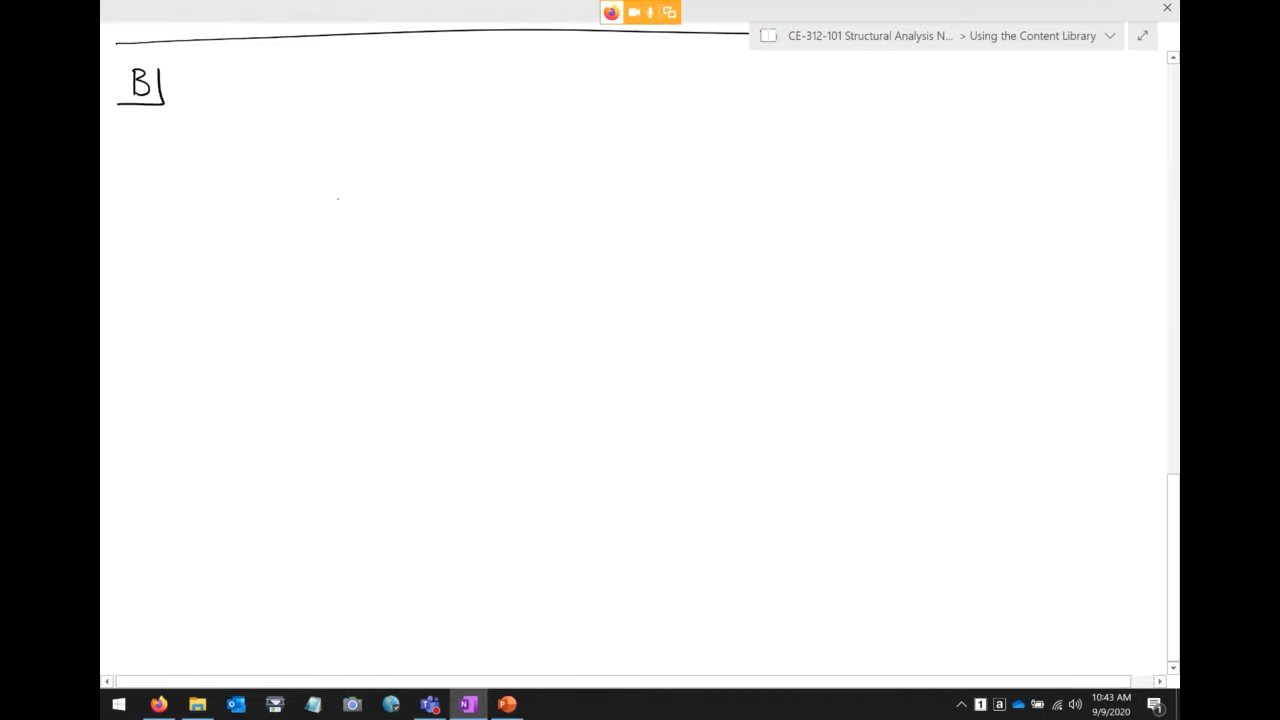 CE-312-101 Structural Analysis N... > Using the Content Library
B
10:43 AM
9/9/2020